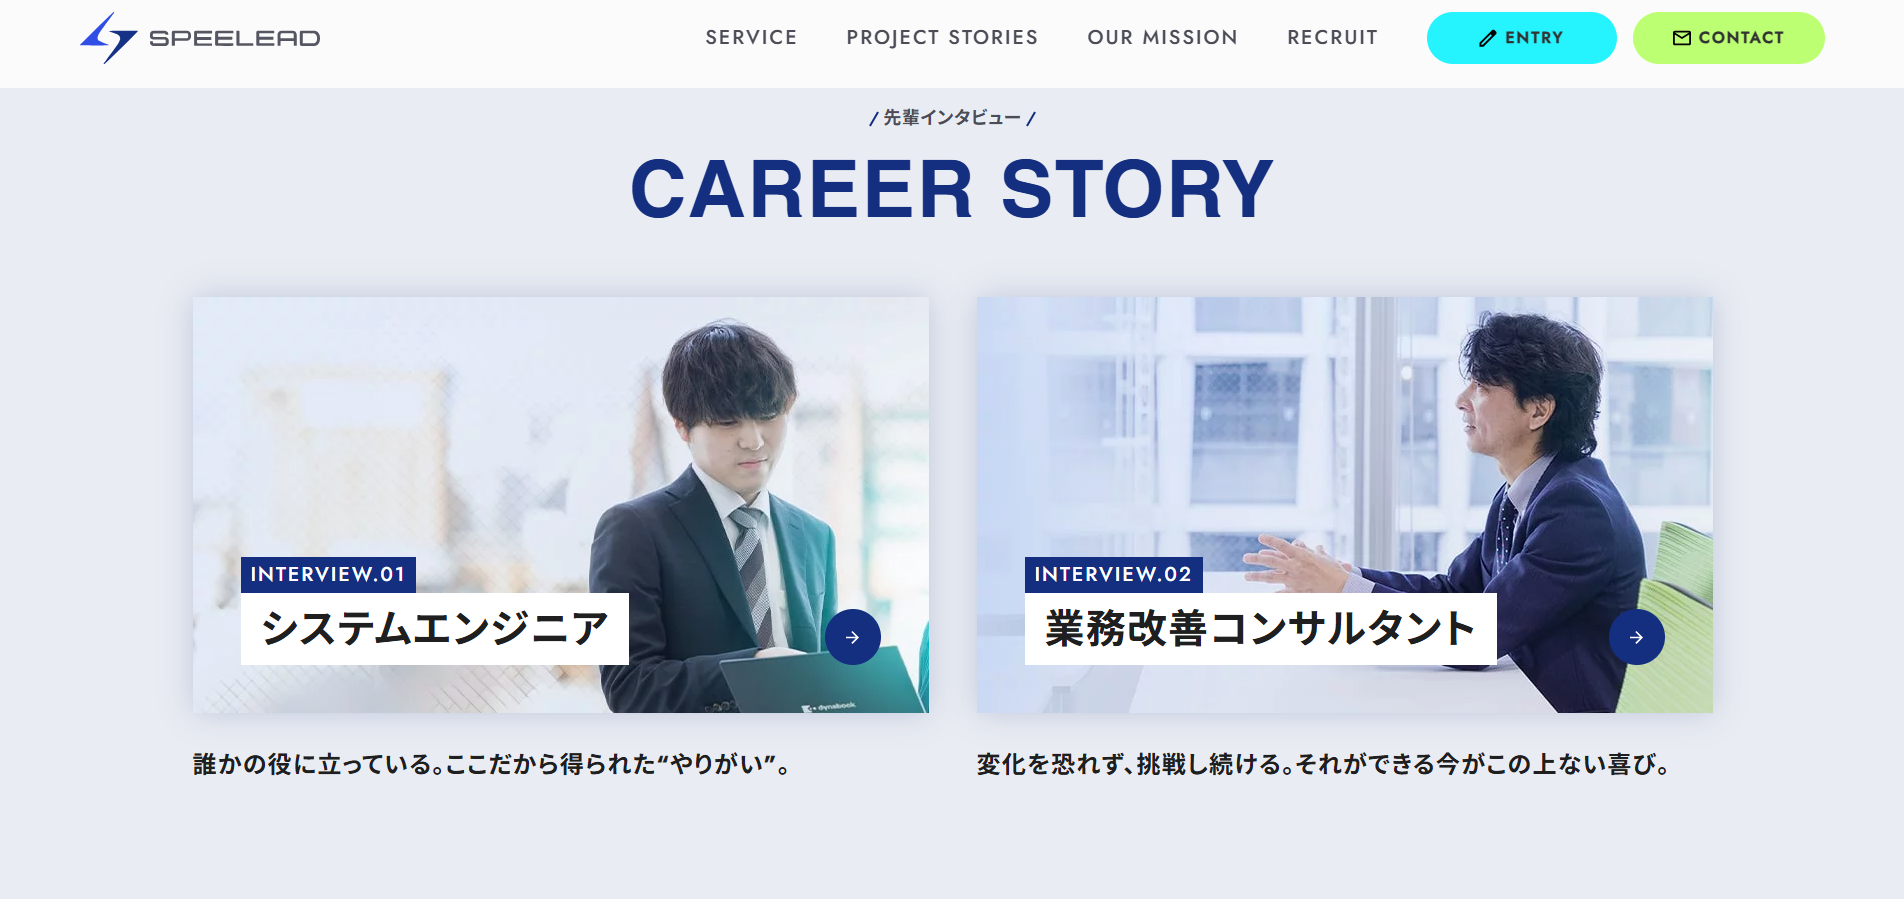 SPEELEAD
SERVICE
PROJECT STORIES
OUR MISSION
RECRUIT
ENTRY
CONTACT
先輩インタビュー
CAREER STORY
INTERVIEW.01
システムエンジニア
dynabook
誰かの役に立っている。ここだから得られた“やりがい”。
INTERVIEW.02
業務改善コンサルタント
変化を恐れず、挑戦し続ける。それができる今がこの上ない喜び。